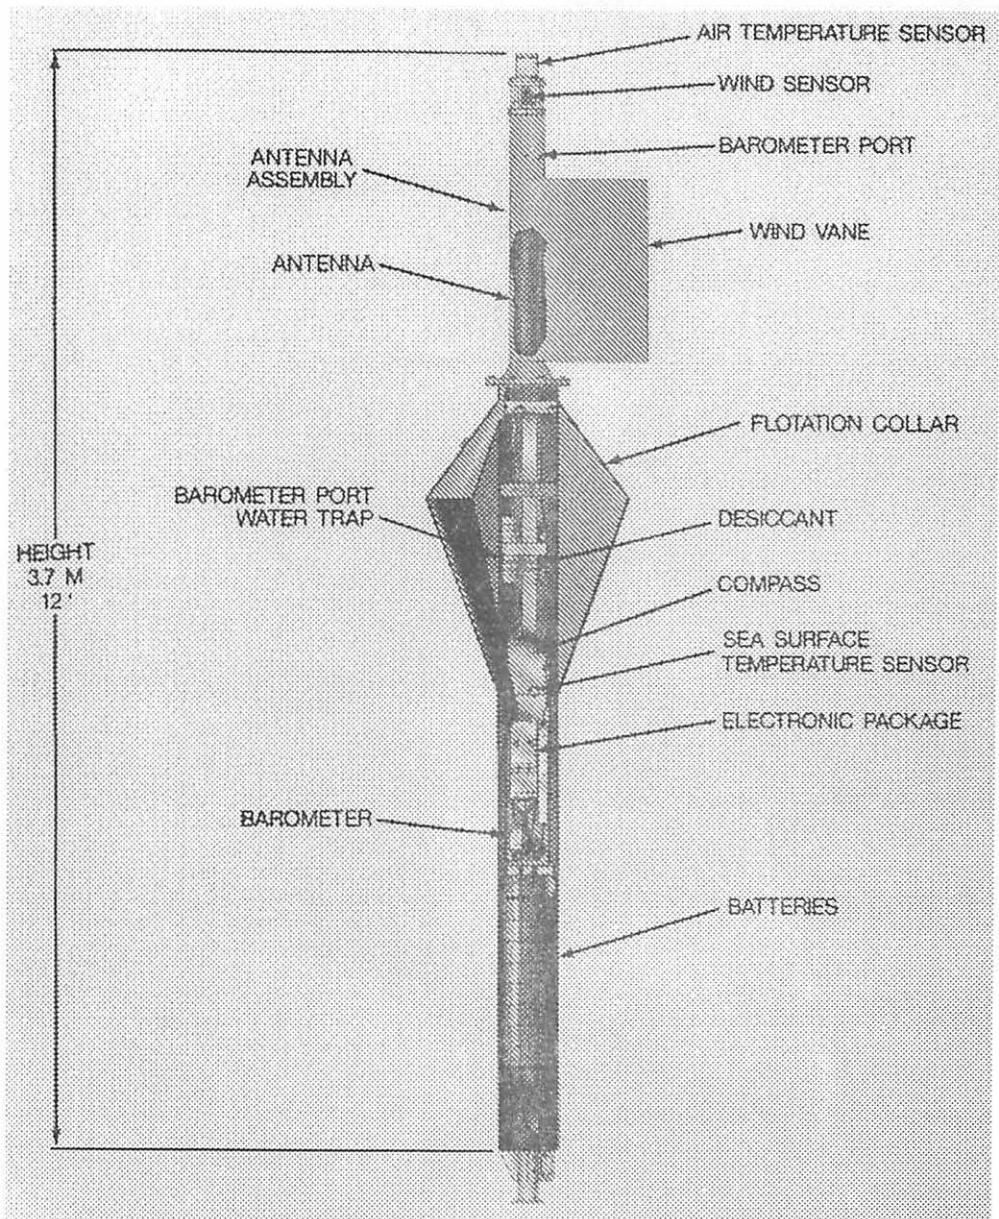 AIR TEMPERATURE SENSOR
WIND SENSOR
BAROMETER PORT
ANTENNA
ASSEMBLY
WIND VANE
ANTENNA
FLOTATION COLLAR
BAROMETER PORT
WATER TRAP
DESICCANT
HEIGHT
3.7 M
12 '
COMPASS
SEA SURFACE
TEMPERATURE SENSOR
ELECTRONIC PACKAGE
BAROMETER
BATTERIES